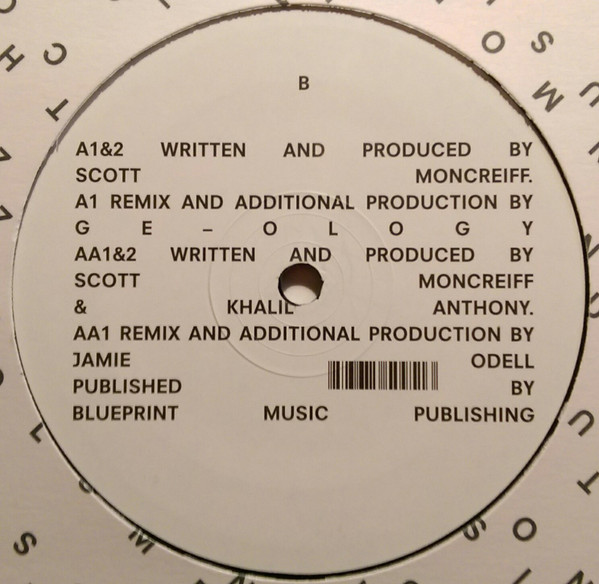 B
A1&2 WRITTEN AND PRODUCED BY
SCOTT MONCREIFF.
A1 REMIX AND ADDITIONAL PRODUCTION BY
G E – O L O G Y
AA1&2 WRITTEN AND PRODUCED BY
SCOTT MONCREIFF
& KHALIL ANTHONY.
AA1 REMIX AND ADDITIONAL PRODUCTION BY
JAMIE ODELL
PUBLISHED BY
BLUEPRINT MUSIC PUBLISHING